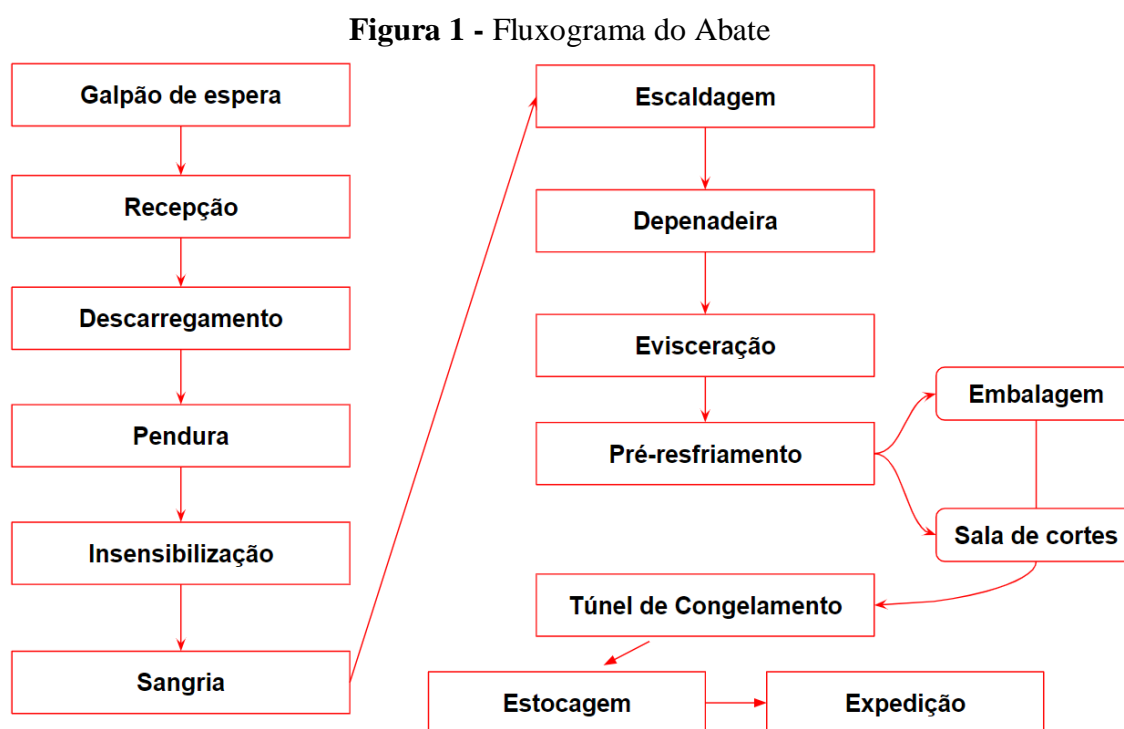 Figura 1 - Fluxograma do Abate
Galpão de espera
Recepção
Descarregamento
Pendura
Insensibilização
Sangria
Escaldagem
Depenadeira
Evisceração
Pré-resfriamento
Embalagem
Sala de cortes
Túnel de Congelamento
Estocagem
Expedição